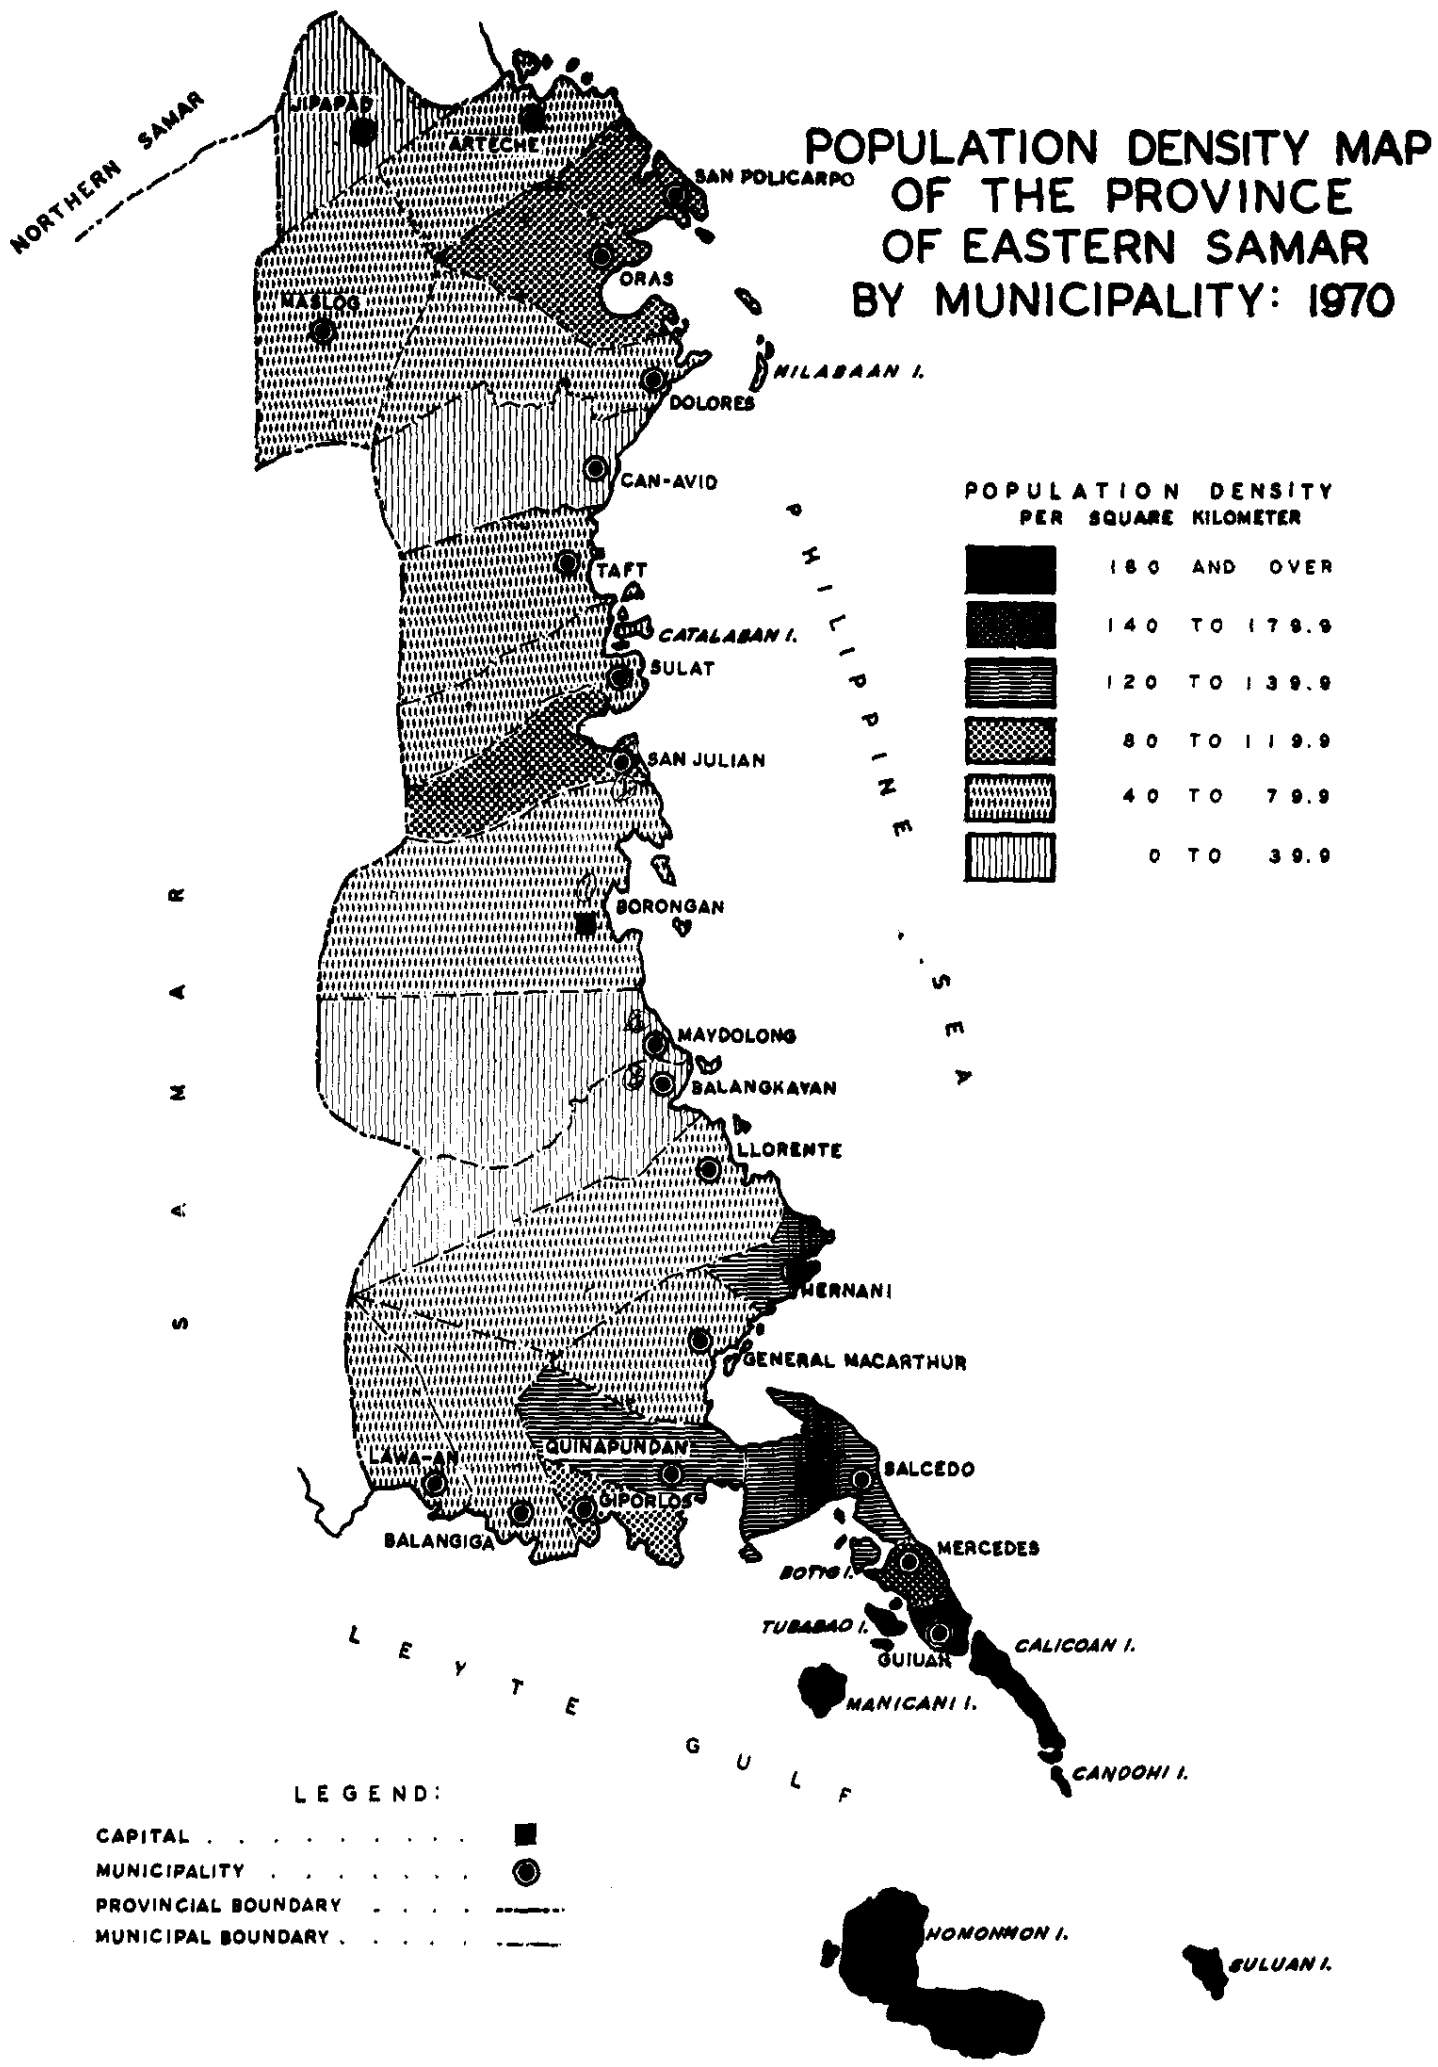 POPULATION DENSITY MAP
OF THE PROVINCE
OF EASTERN SAMAR
BY MUNICIPALITY: 1970
NORTHERN SAMAR
JIPAPAD
ARTECHE
SAN POLICARPO
ORAS
MASLOG
HILABAAN I.
DOLORES
CAN-AVID
TAFT
CATALABAN I.
SULAT
SAN JULIAN
BORONGAN
MAYDOLONG
BALANGKAYAN
LLORENTE
HERNANI
GENERAL MACARTHUR
QUINAPUNDAN
LAWA-AN
GIPORLOS
BALANGIGA
SALCEDO
MERCEDES
BOTIG I.
TUBABAO I.
GUIUAN
CALICOAN I.
MANICANI I.
CANDOHI I.
HOMONHON I.
SULUAN I.
PHILIPPINE SEA
SAMAR
LEYTE GULF
POPULATION DENSITY
PER SQUARE KILOMETER
180 AND OVER
140 TO 179.9
120 TO 139.9
80 TO 119.9
40 TO 79.9
0 TO 39.9
LEGEND:
CAPITAL . . . . . . . . .
MUNICIPALITY . . . . . . .
PROVINCIAL BOUNDARY . . . .
MUNICIPAL BOUNDARY . . . . .